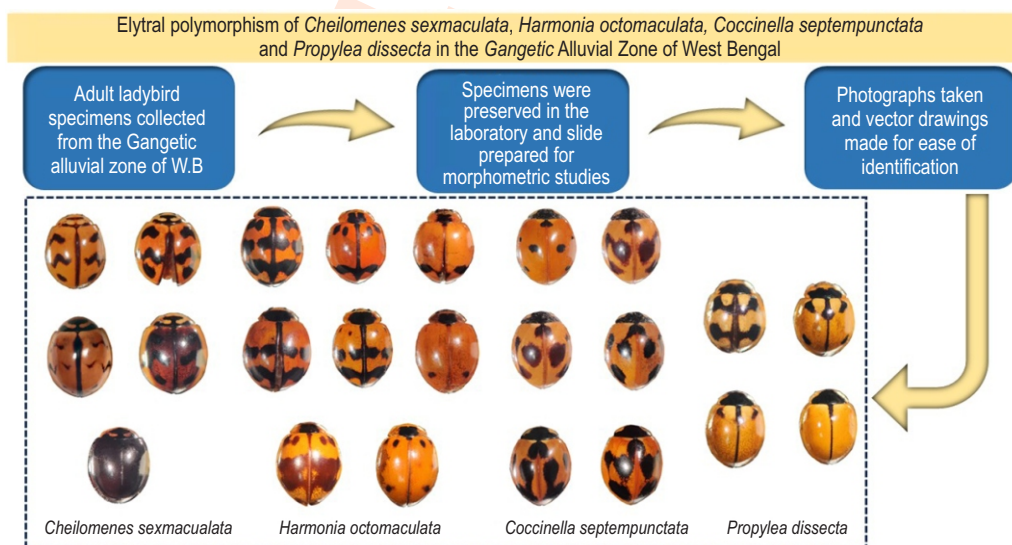 Elytral polymorphism of Cheilomenes sexmaculata, Harmonia octomaculata, Coccinella septempunctata
and Propylea dissecta in the Gangetic Alluvial Zone of West Bengal
Adult ladybird
specimens collected
from the Gangetic
alluvial zone of W.B
Specimens were
preserved in the
laboratory and slide
prepared for
morphometric studies
Photographs taken
and vector drawings
made for ease of
identification
Cheilomenes sexmacualata
Harmonia octomaculata
Coccinella septempunctata
Propylea dissecta